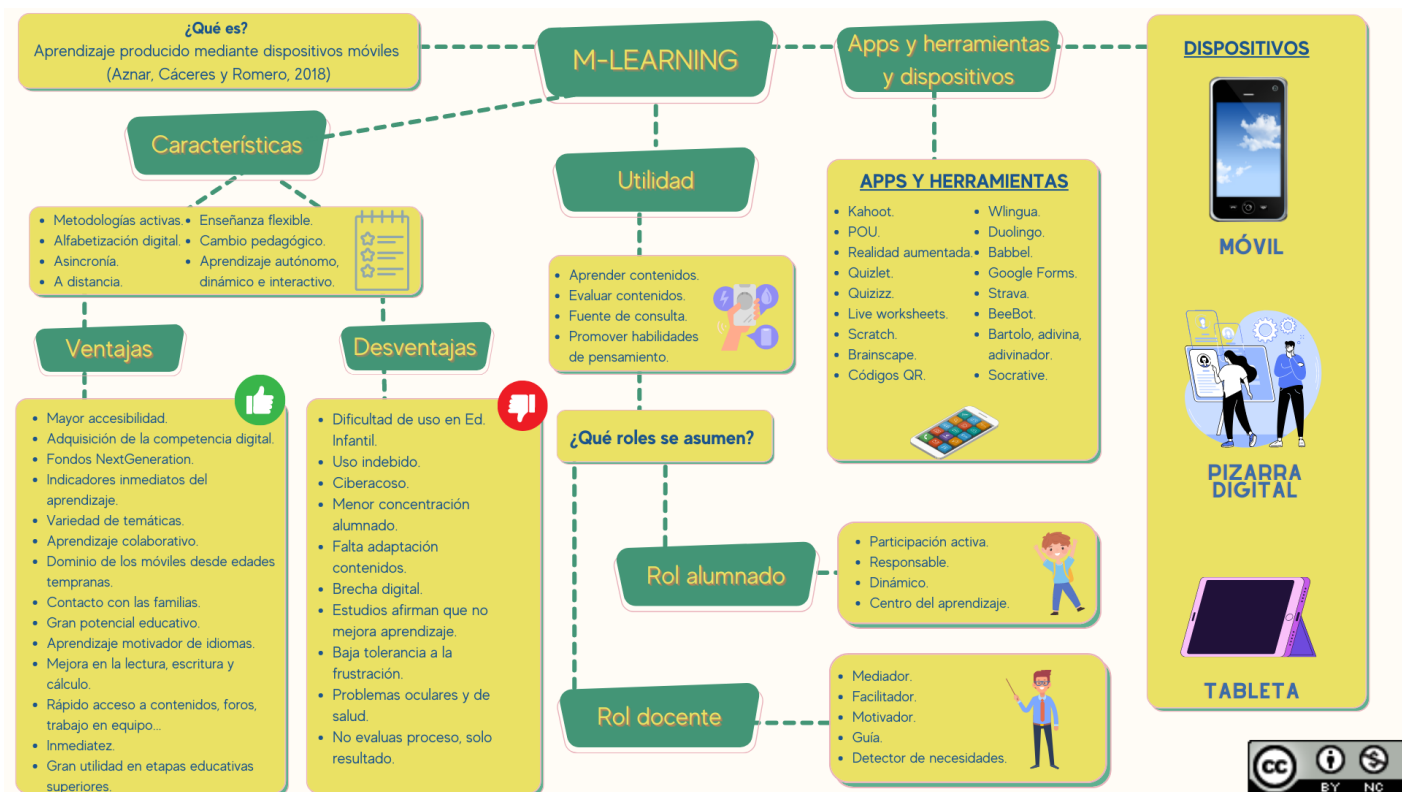 ¿Qué es?
Aprendizaje producido mediante dispositivos móviles
(Aznar, Cáceres y Romero, 2018)
M-LEARNING
Apps y herramientas
y dispositivos
DISPOSITIVOS
MÓVIL
PIZARRA
DIGITAL
TABLETA
Características
• Metodologías activas.
• Alfabetización digital.
• Asincronía.
• A distancia.
• Enseñanza flexible.
• Cambio pedagógico.
• Aprendizaje autónomo,
dinámico e interactivo.
Ventajas
• Mayor accesibilidad.
• Adquisición de la competencia digital.
• Fondos NextGeneration.
• Indicadores inmediatos del
aprendizaje.
• Variedad de temáticas.
• Aprendizaje colaborativo.
• Dominio de los móviles desde edades
tempranas.
• Contacto con las familias.
• Gran potencial educativo.
• Aprendizaje motivador de idiomas.
• Mejora en la lectura, escritura y
cálculo.
• Rápido acceso a contenidos, foros,
trabajo en equipo...
• Inmediatez.
• Gran utilidad en etapas educativas
superiores.
Desventajas
• Dificultad de uso en Ed.
Infantil.
• Uso indebido.
• Ciberacoso.
• Menor concentración
alumnado.
• Falta adaptación
contenidos.
• Brecha digital.
• Estudios afirman que no
mejora aprendizaje.
• Baja tolerancia a la
frustración.
• Problemas oculares y de
salud.
• No evaluas proceso, solo
resultado.
Utilidad
• Aprender contenidos.
• Evaluar contenidos.
• Fuente de consulta.
• Promover habilidades
de pensamiento.
¿Qué roles se asumen?
Rol alumnado
• Participación activa.
• Responsable.
• Dinámico.
• Centro del aprendizaje.
Rol docente
• Mediador.
• Facilitador.
• Motivador.
• Guía.
• Detector de necesidades.
APPS Y HERRAMIENTAS
• Kahoot.
• POU.
• Realidad aumentada.
• Quizlet.
• Quizizz.
• Live worksheets.
• Scratch.
• Brainscape.
• Códigos QR.
• Wlingua.
• Duolingo.
• Babbel.
• Google Forms.
• Strava.
• BeeBot.
• Bartolo, adivina,
adivinador.
• Socrative.
cc
BY NC